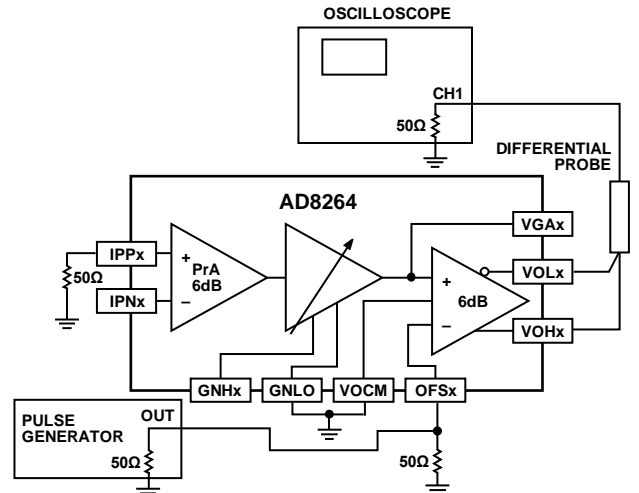 OSCILLOSCOPE
CH1
50Ω
DIFFERENTIAL
PROBE
AD8264
VGAx
IPPx
50Ω
IPNx
+
PrA
6dB
–
+
6dB
–
VOLx
VOHx
GNHx
GNLO
VOCM
OFSx
PULSE
GENERATOR
OUT
50Ω
50Ω